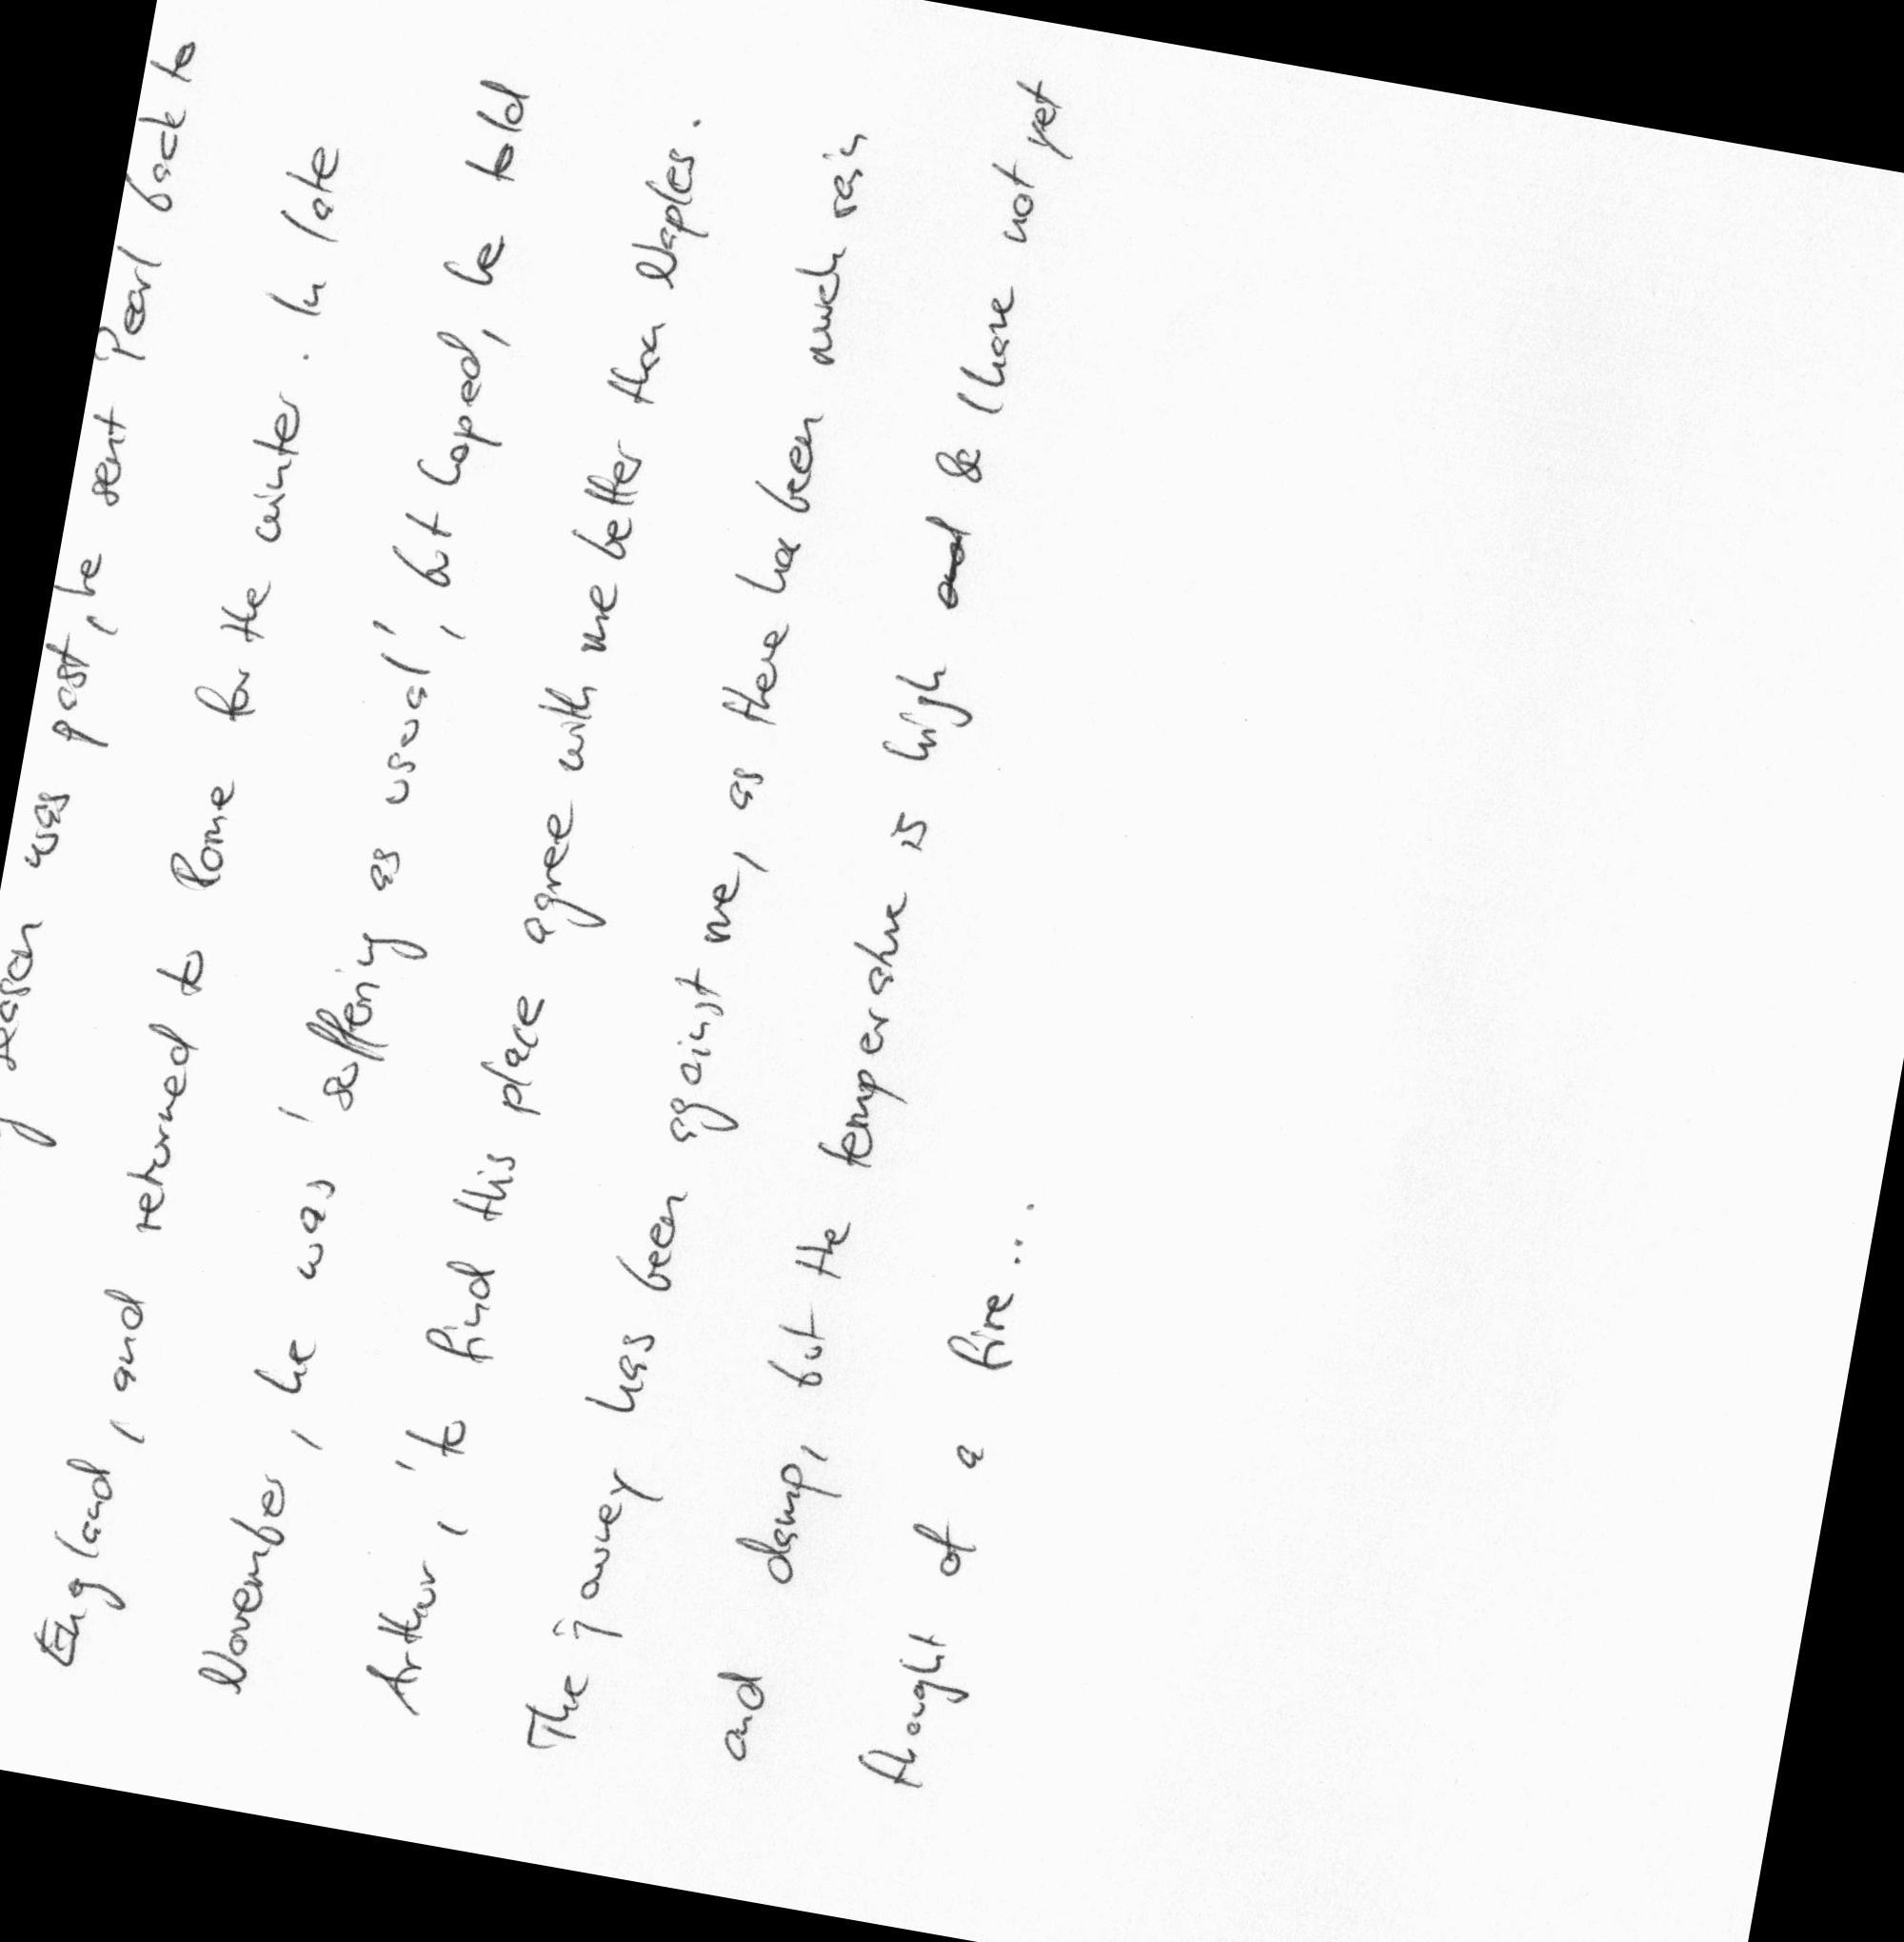 season was past, he sent Pearl back to
England, and returned to Rome for the winter. In late
November, he was 'suffering as usual', but hoped, he told
Arthur, 'to find this place agree with me better than Naples.
The jowney has been against me, as there has been much rain
and damp, but the temperature is high and & I have not yet
thought of a fire...